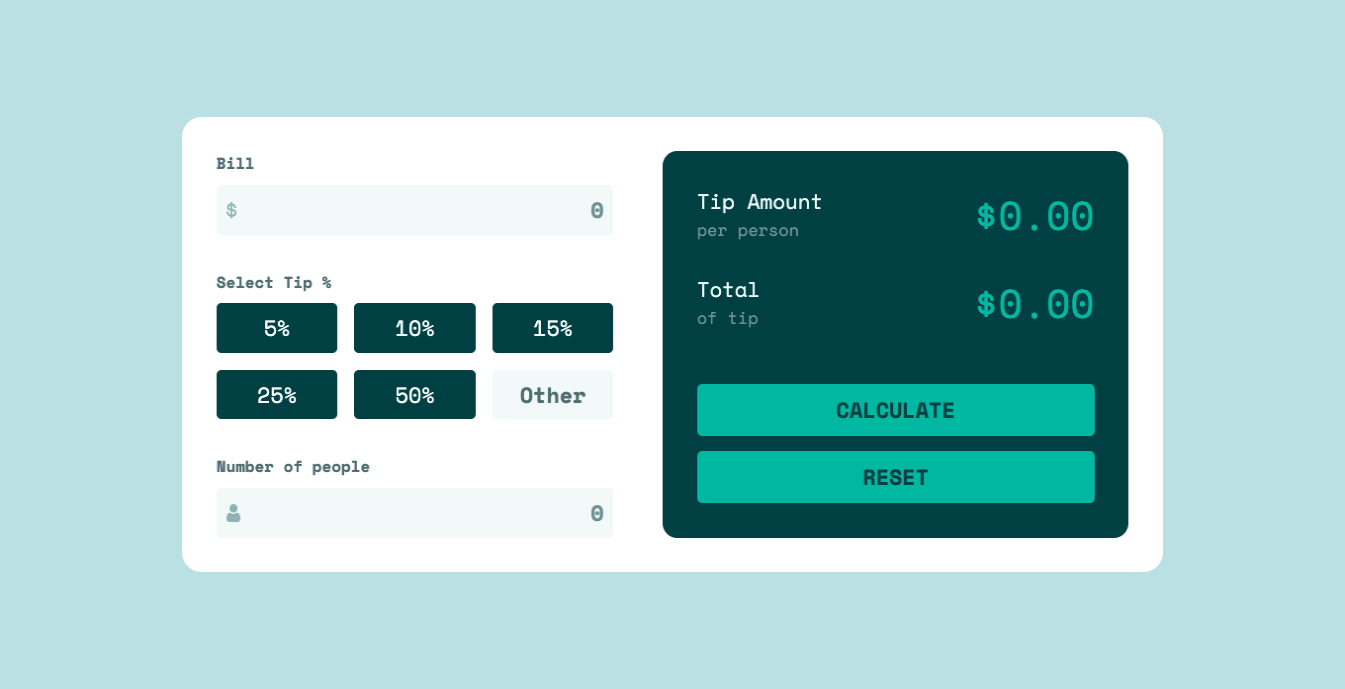 Bill
$ 0
Select Tip %
5% 10% 15%
25% 50% Other
Number of people
0
Tip Amount
per person
$0.00
Total
of tip
$0.00
CALCULATE
RESET